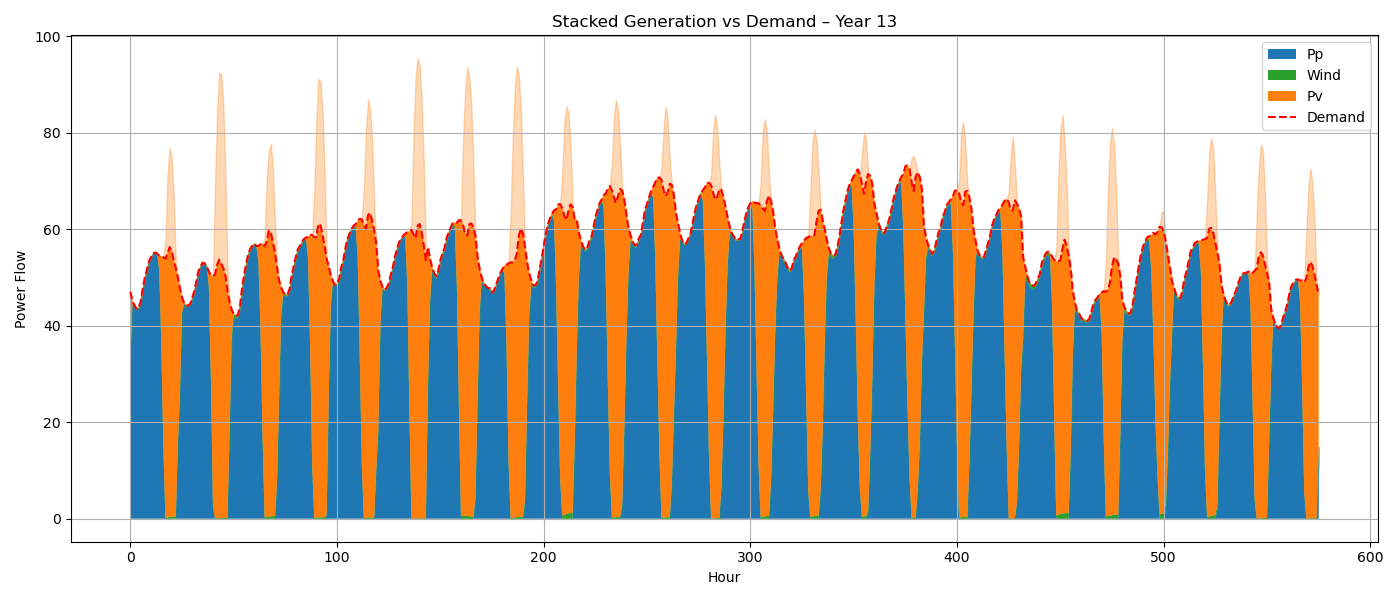 Stacked Generation vs Demand – Year 13
Power Flow
100
80
60
40
20
0
Pp
Wind
Pv
Demand
0 100 200 300 400 500 600
Hour